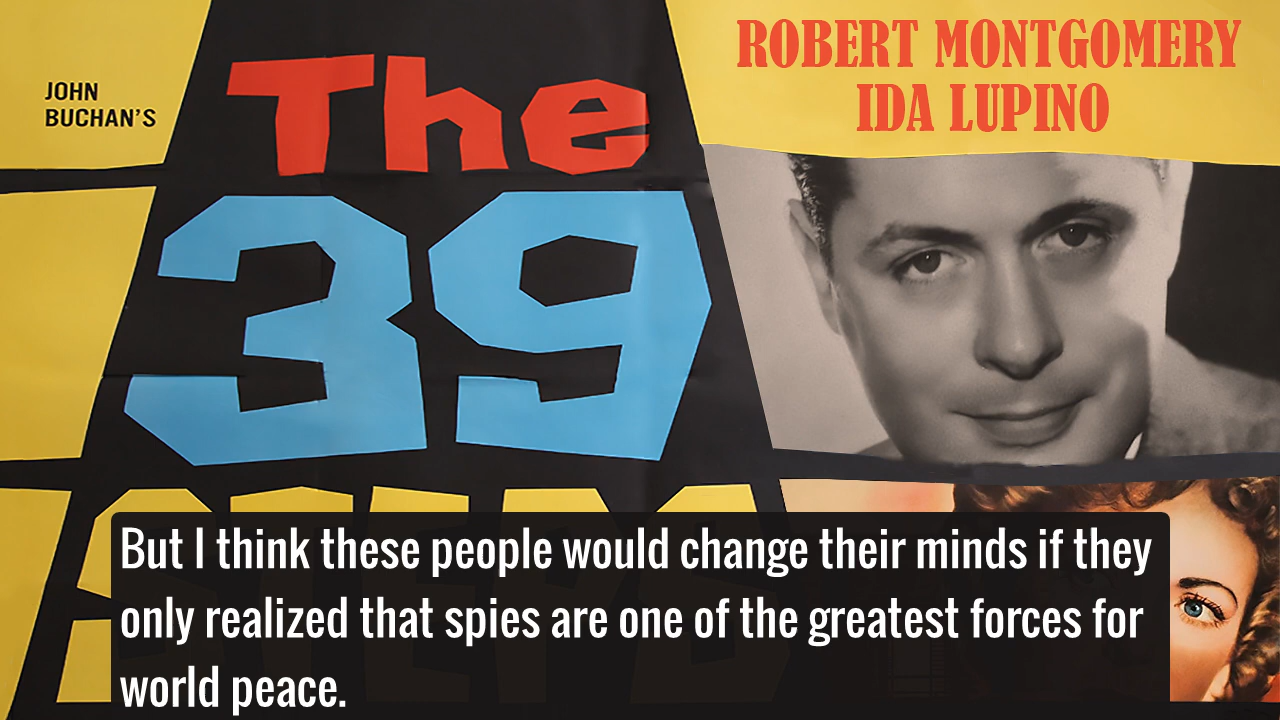 JOHN
BUCHAN'S
The
39
STEPS
ROBERT MONTGOMERY
IDA LUPINO
But I think these people would change their minds if they
only realized that spies are one of the greatest forces for
world peace.